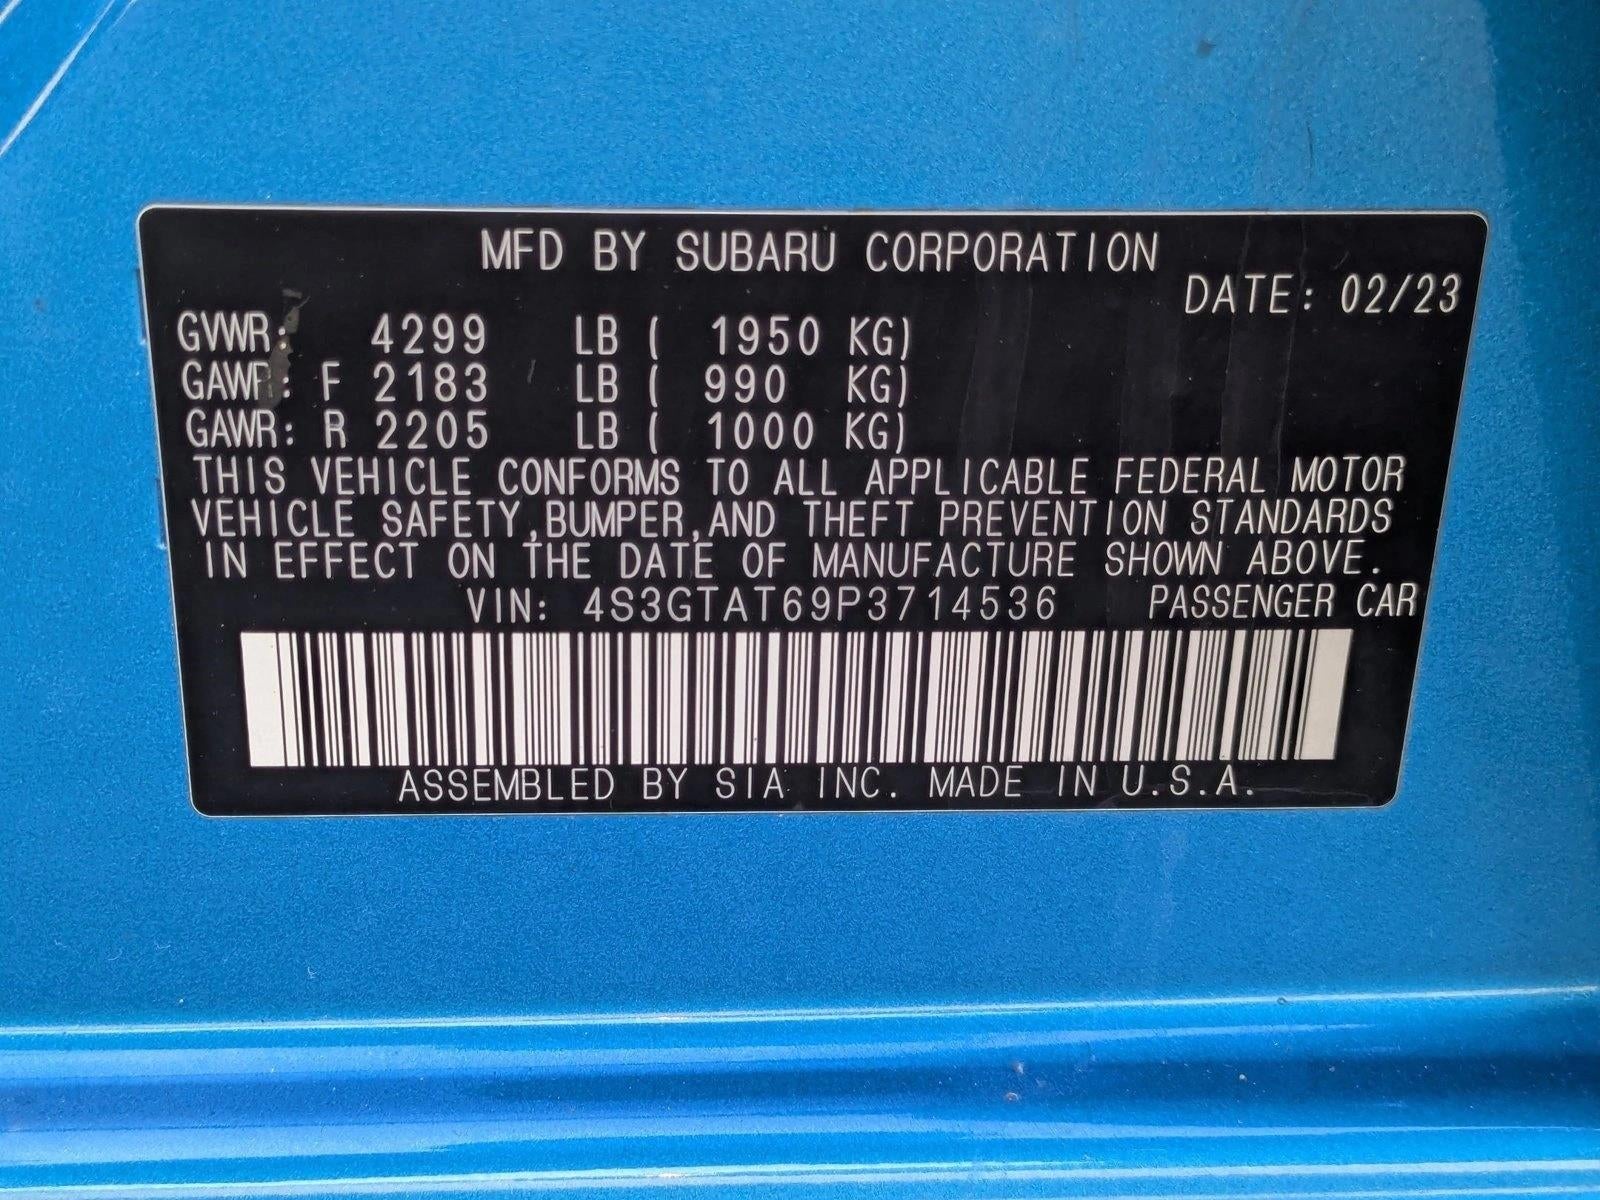 MFD BY SUBARU CORPORATION
DATE: 02/23
GVWR: 4299 LB ( 1950 KG)
GAWR: F 2183 LB ( 990 KG)
GAWR: R 2205 LB ( 1000 KG)
THIS VEHICLE CONFORMS TO ALL APPLICABLE FEDERAL MOTOR
VEHICLE SAFETY,BUMPER,AND THEFT PREVENTION STANDARDS
IN EFFECT ON THE DATE OF MANUFACTURE SHOWN ABOVE.
VIN: 4S3GTAT69P3714536 PASSENGER CAR
ASSEMBLED BY SIA INC. MADE IN U.S.A.